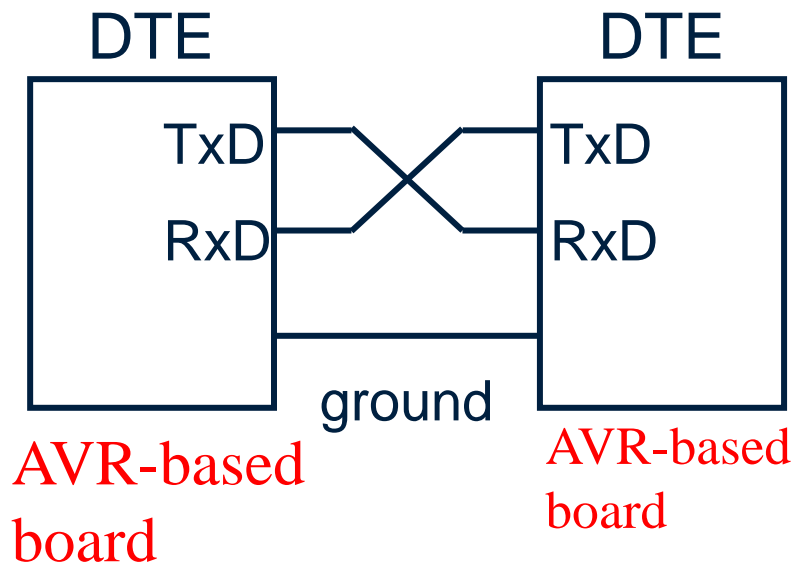 DTE
DTE
TxD
TxD
RxD
RxD
ground
AVR-based
board
AVR-based
board